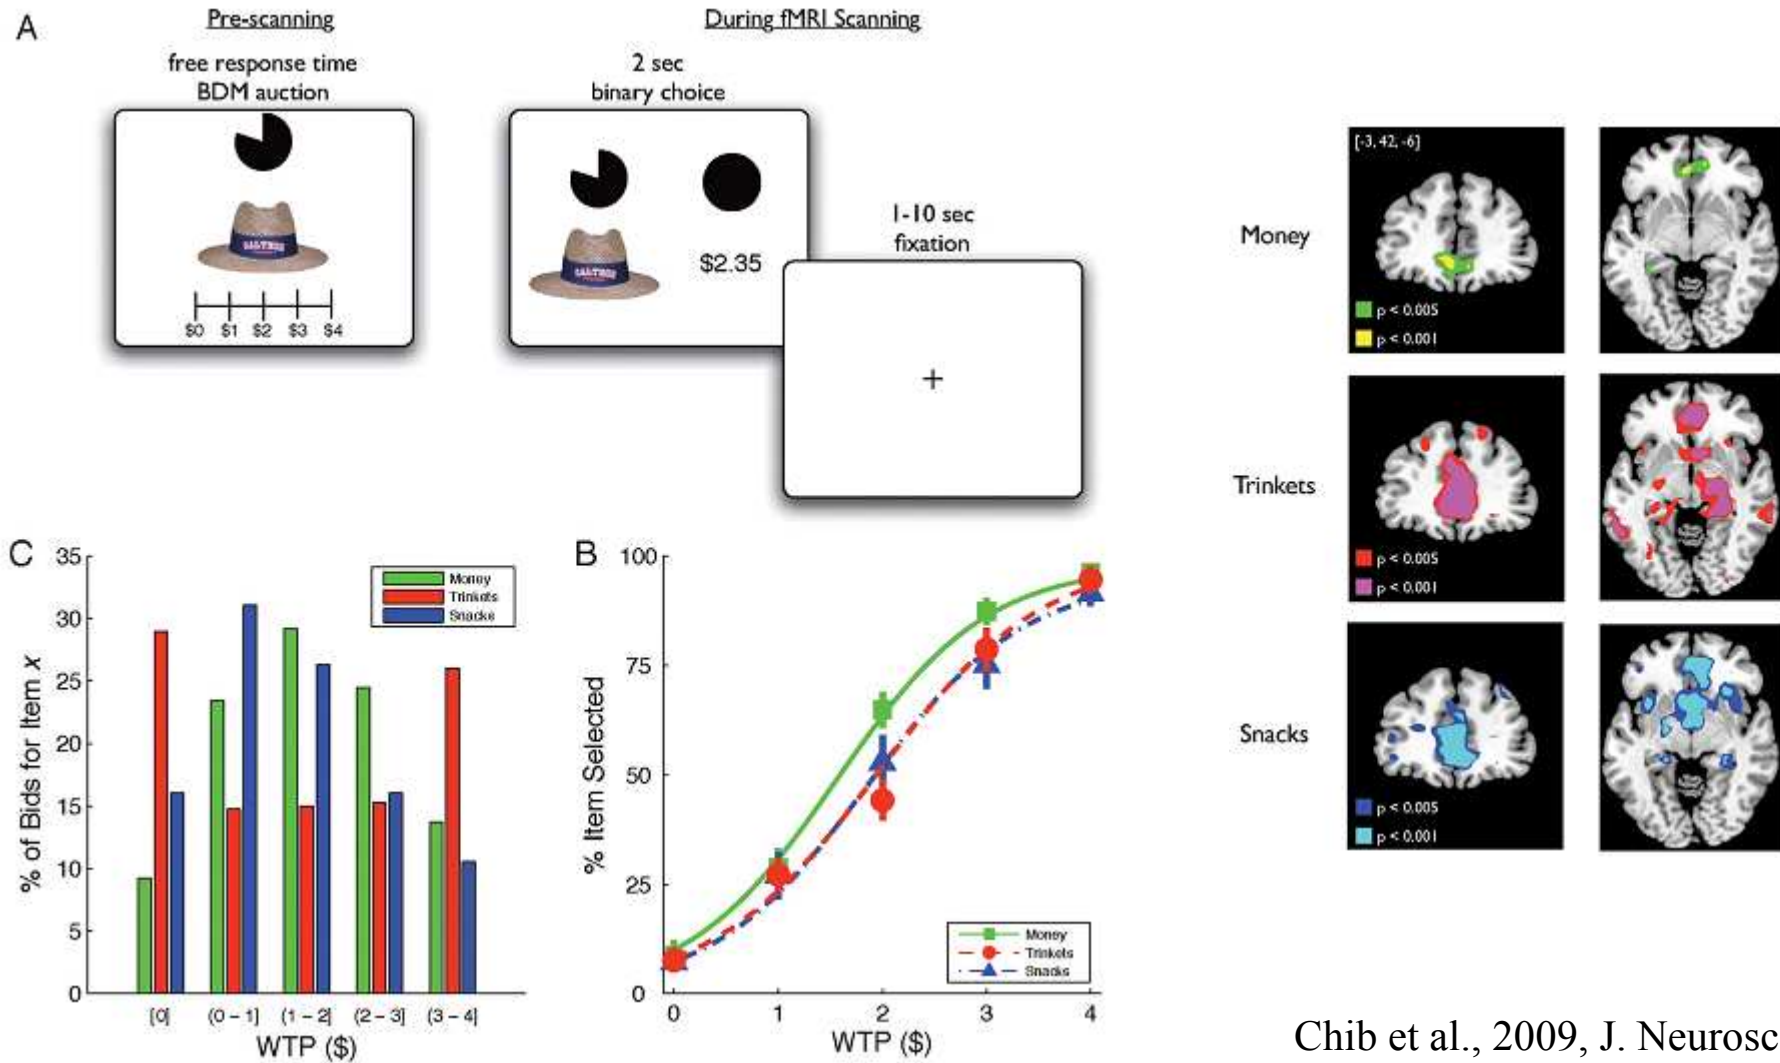 A
Pre-scanning
free response time
BDM auction
$0 $1 $2 $3 $4
During fMRI Scanning
2 sec
binary choice
$2.35
1-10 sec
fixation
+
C
35
30
25
20
15
10
5
0
% of Bids for Item x
Money
Trinkets
Snacks
[0] (0 – 1] (1 – 2] (2 – 3] (3 – 4]
WTP ($)
B
100
75
50
25
0
% Item Selected
Money
Trinkets
Snacks
0 1 2 3 4
WTP ($)
Money
[-3, 42, -6]
p < 0.005
p < 0.001
Trinkets
p < 0.005
p < 0.001
Snacks
p < 0.005
p < 0.001
Chib et al., 2009, J. Neurosc